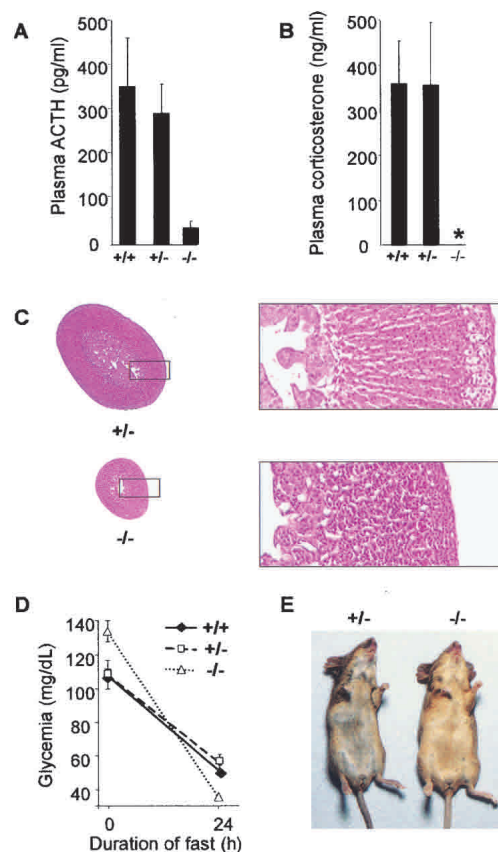 A
Plasma ACTH (pg/ml)
500
400
300
200
100
0
+/+ +/- -/-
B
Plasma corticosterone (ng/ml)
500
400
300
200
100
0
*
+/+ +/- -/-
C
+/-
-/-
D
Glycemia (mg/dL)
140
120
100
80
60
40
+/+
+/-
-/-
0 24
Duration of fast (h)
E
+/- -/-